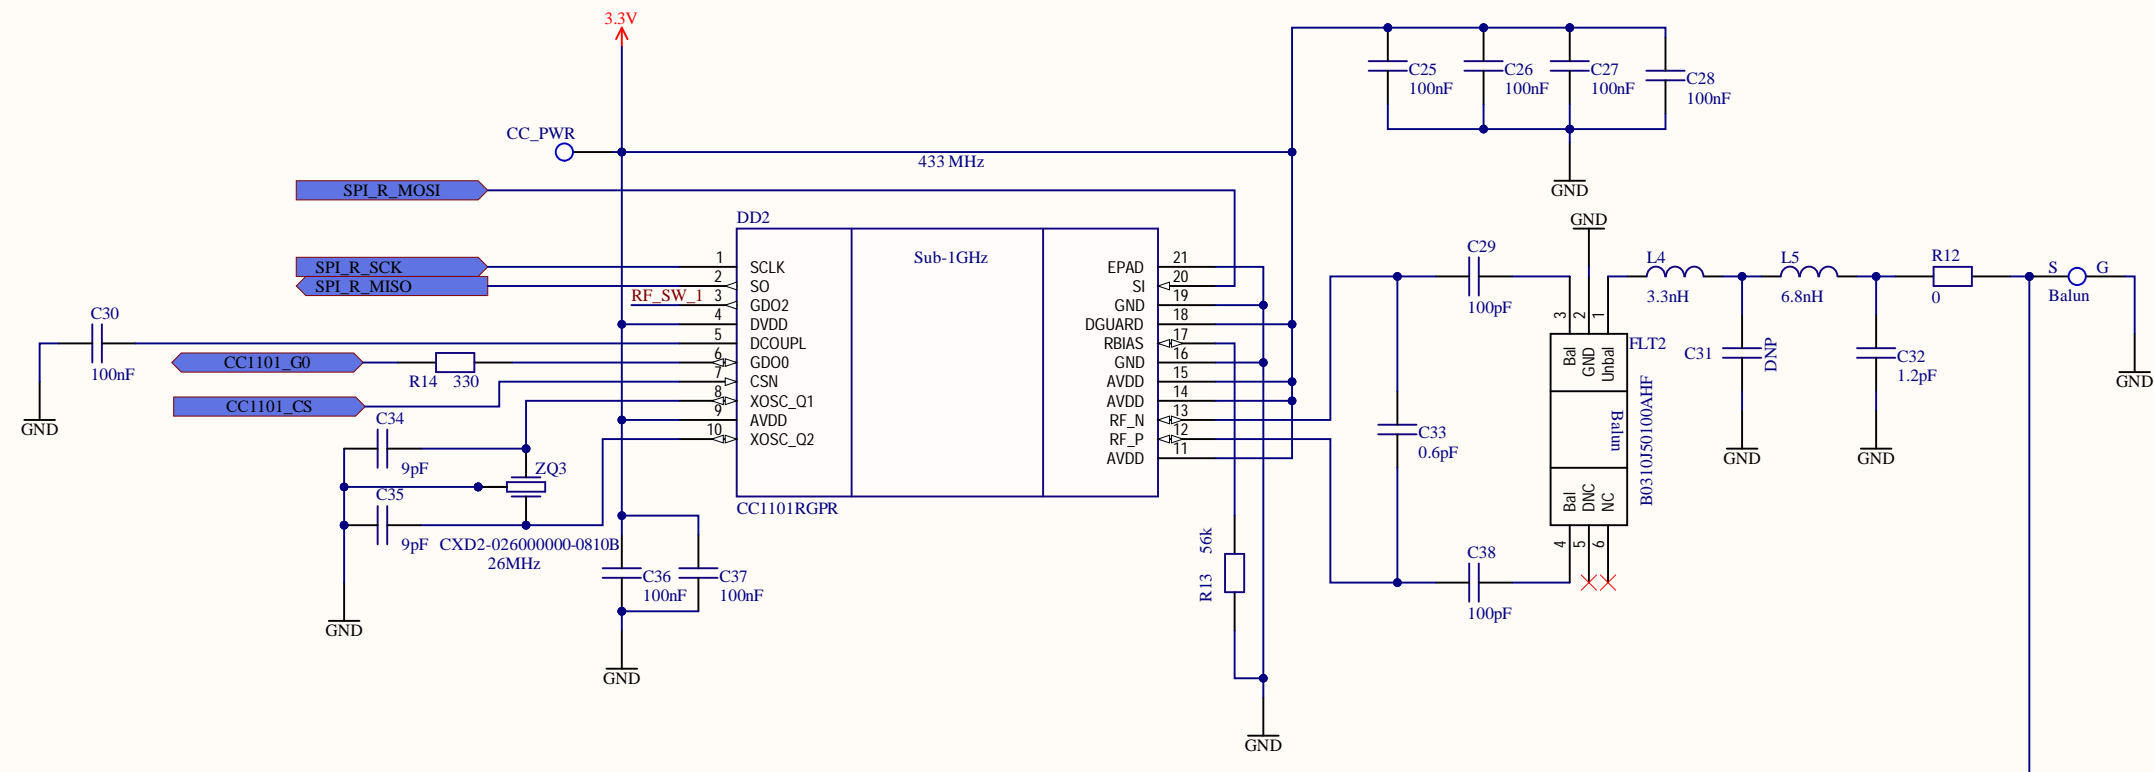 3.3V
CC_PWR
433 MHz
C25
100nF
C26
100nF
C27
100nF
C28
100nF
GND
SPI_R_MOSI
SPI_R_SCK
SPI_R_MISO
RF_SW_1
C30
100nF
GND
CC1101_G0
R14 330
CC1101_CS
C34
9pF
C35
9pF
ZQ3
CXD2-026000000-0810B
26MHz
GND
C36
100nF
C37
100nF
GND
DD2
Sub-1GHz
1 SCLK
2 SO
3 GDO2
4 DVDD
5 DCOUPL
6 GDO0
7 CSN
8 XOSC_Q1
9 AVDD
10 XOSC_Q2
EPAD 21
SI 20
GND 19
DGUARD 18
RBIAS 17
GND 16
AVDD 15
AVDD 14
RF_N 13
RF_P 12
AVDD 11
CC1101RGPR
R13 56k
GND
C29
100pF
C33
0.6pF
C38
100pF
GND
3 2 1
Bal
GND
Unbal
FLT2
Balun
B0310J50100AHF
Bal
DNC
NC
4 5 6
L4
3.3nH
C31
DNP
GND
L5
6.8nH
C32
1.2pF
GND
R12
0
S G
Balun
GND